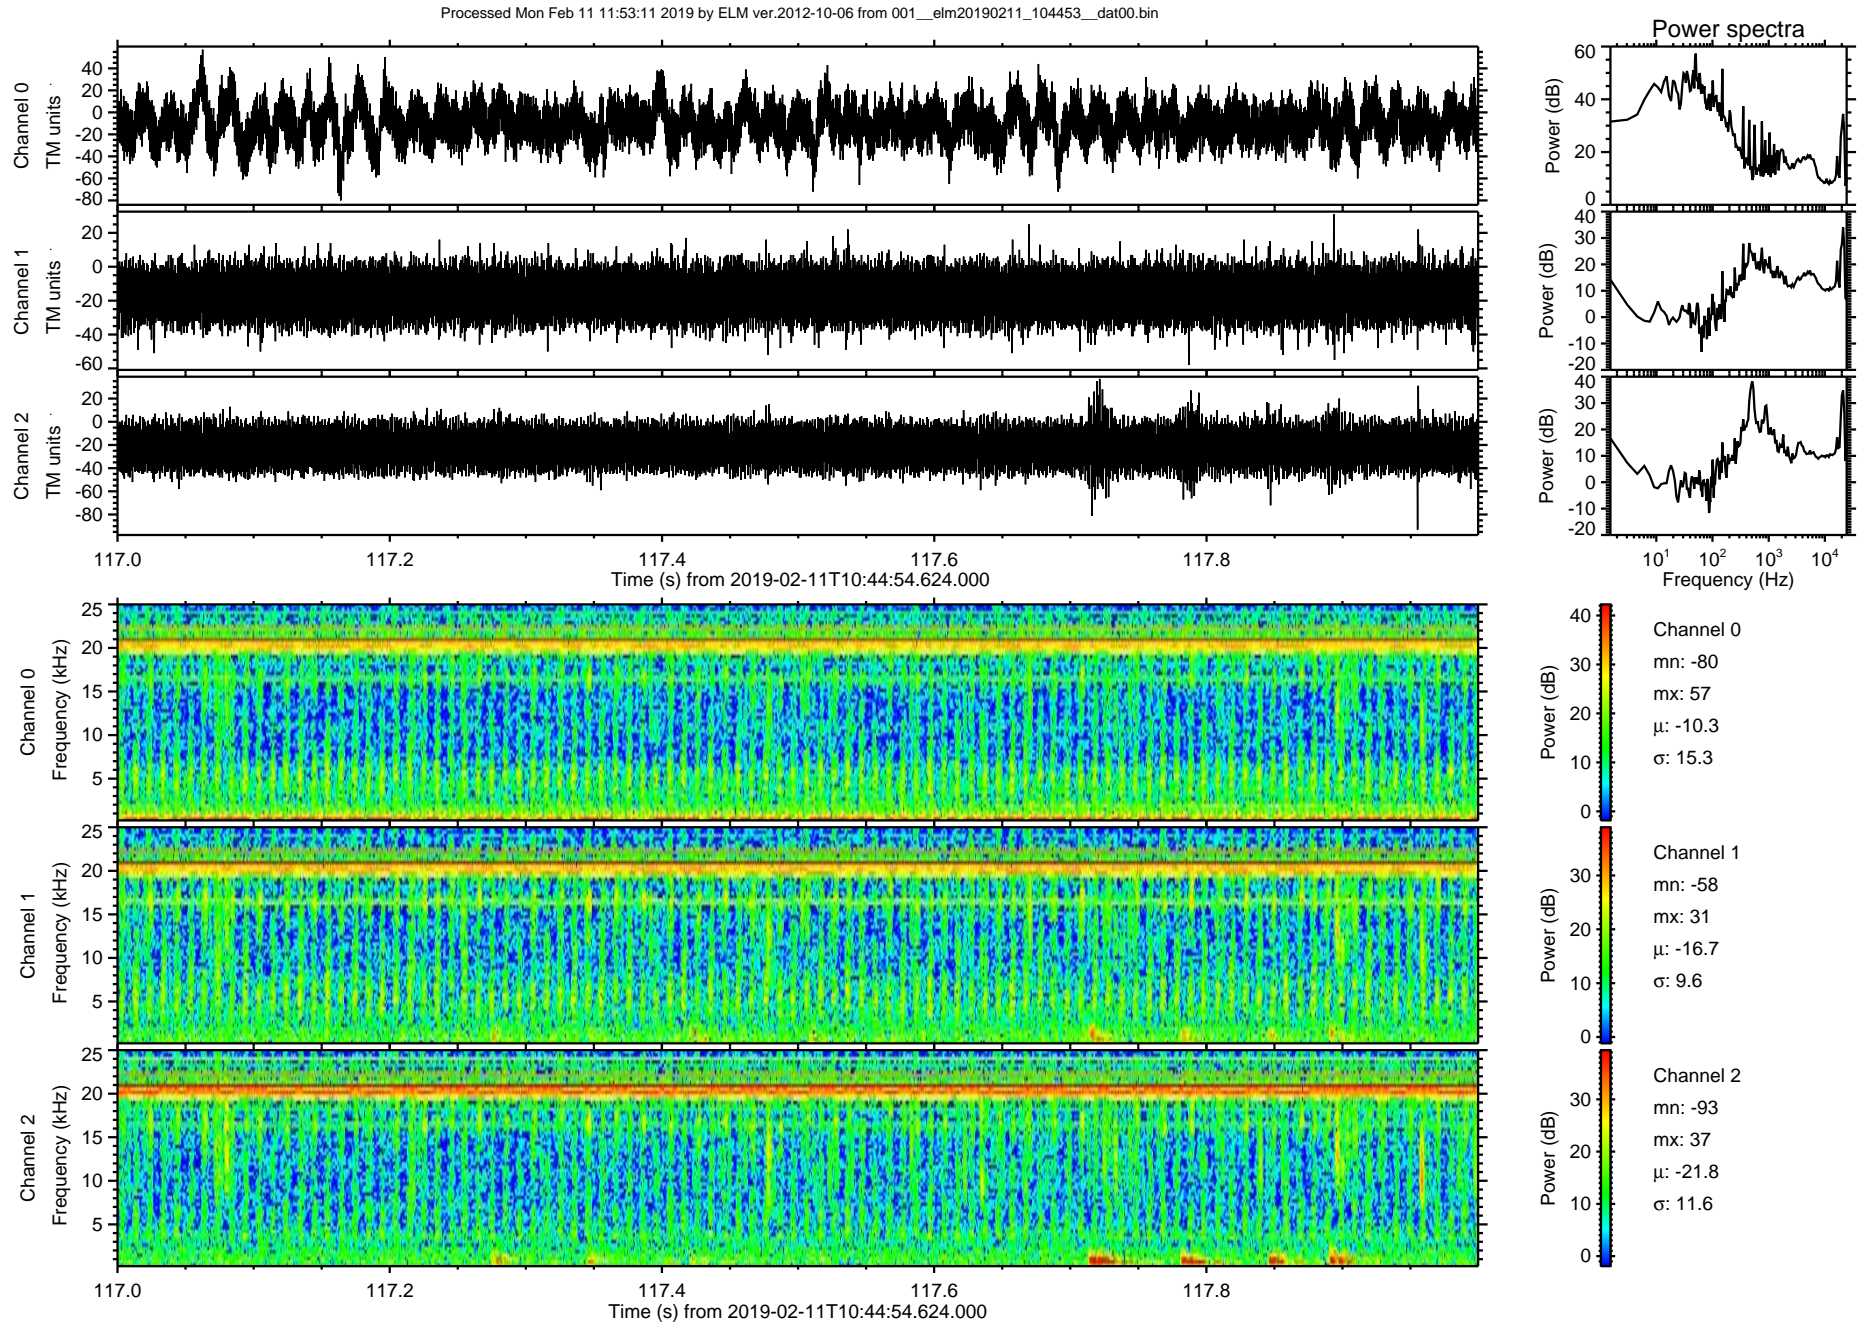 Processed Mon Feb 11 11:53:11 2019 by ELM ver.2012-10-06 from 001__elm20190211_104453__dat00.bin
Power spectra
Channel 0
TM units
40
20
0
-20
-40
-60
-80
Power (dB)
60
40
20
0
Channel 1
TM units
20
0
-20
-40
-60
Power (dB)
40
30
20
10
0
-10
-20
Channel 2
TM units
20
0
-20
-40
-60
-80
Power (dB)
40
30
20
10
0
-10
-20
117.0 117.2 117.4 117.6 117.8
Time (s) from 2019-02-11T10:44:54.624.000
10^1 10^2 10^3 10^4
Frequency (Hz)
Channel 0
Frequency (kHz)
25
20
15
10
5
Power (dB)
40
30
20
10
0
Channel 0
mn: -80
mx: 57
μ: -10.3
σ: 15.3
Channel 1
Frequency (kHz)
25
20
15
10
5
Power (dB)
30
20
10
0
Channel 1
mn: -58
mx: 31
μ: -16.7
σ: 9.6
Channel 2
Frequency (kHz)
25
20
15
10
5
Power (dB)
30
20
10
0
Channel 2
mn: -93
mx: 37
μ: -21.8
σ: 11.6
117.0 117.2 117.4 117.6 117.8
Time (s) from 2019-02-11T10:44:54.624.000